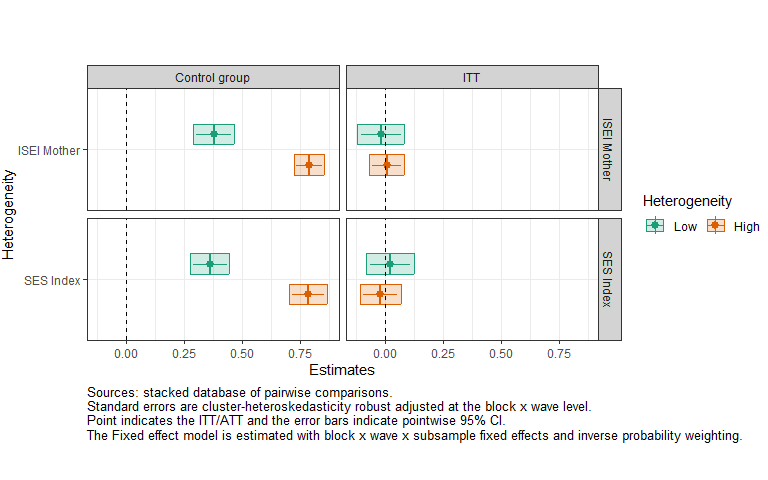 Control group
ITT
Heterogeneity
ISEI Mother
ISEI Mother
SES Index
SES Index
0.00 0.25 0.50 0.75
0.00 0.25 0.50 0.75
Estimates
Heterogeneity
Low High
Sources: stacked database of pairwise comparisons.
Standard errors are cluster-heteroskedasticity robust adjusted at the block x wave level.
Point indicates the ITT/ATT and the error bars indicate pointwise 95% CI.
The Fixed effect model is estimated with block x wave x subsample fixed effects and inverse probability weighting.